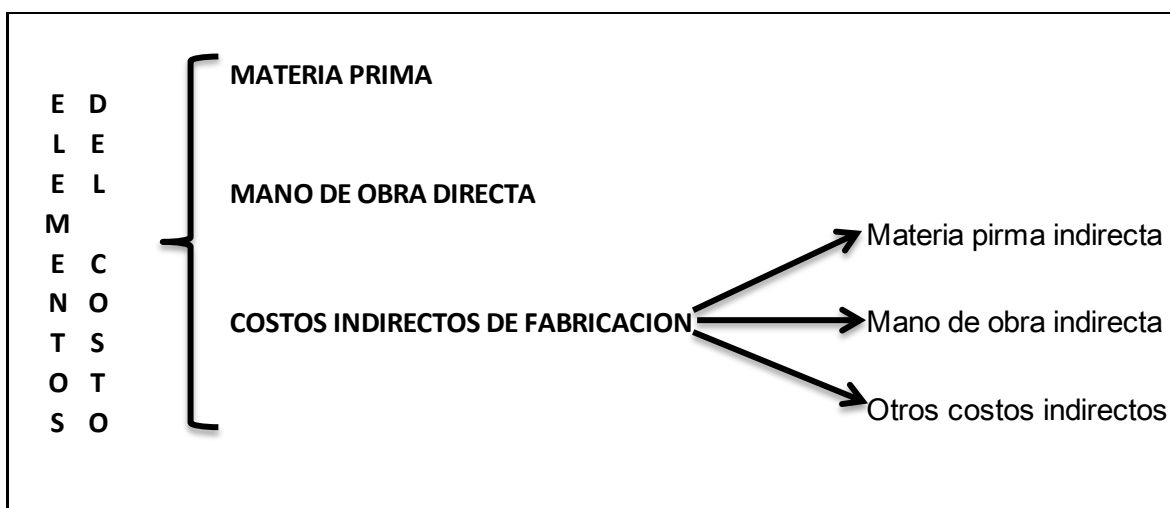 ELEMENTOS
DEL COSTO
MATERIA PRIMA
MANO DE OBRA DIRECTA
COSTOS INDIRECTOS DE FABRICACION
Materia pirma indirecta
Mano de obra indirecta
Otros costos indirectos